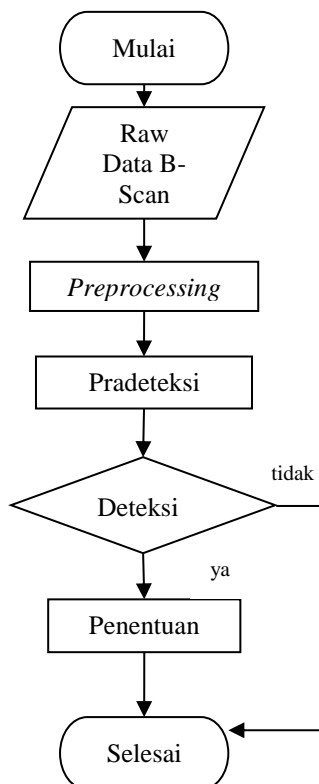 Mulai
Raw
Data B-
Scan
Preprocessing
Pradeteksi
tidak
Deteksi
ya
Penentuan
Selesai